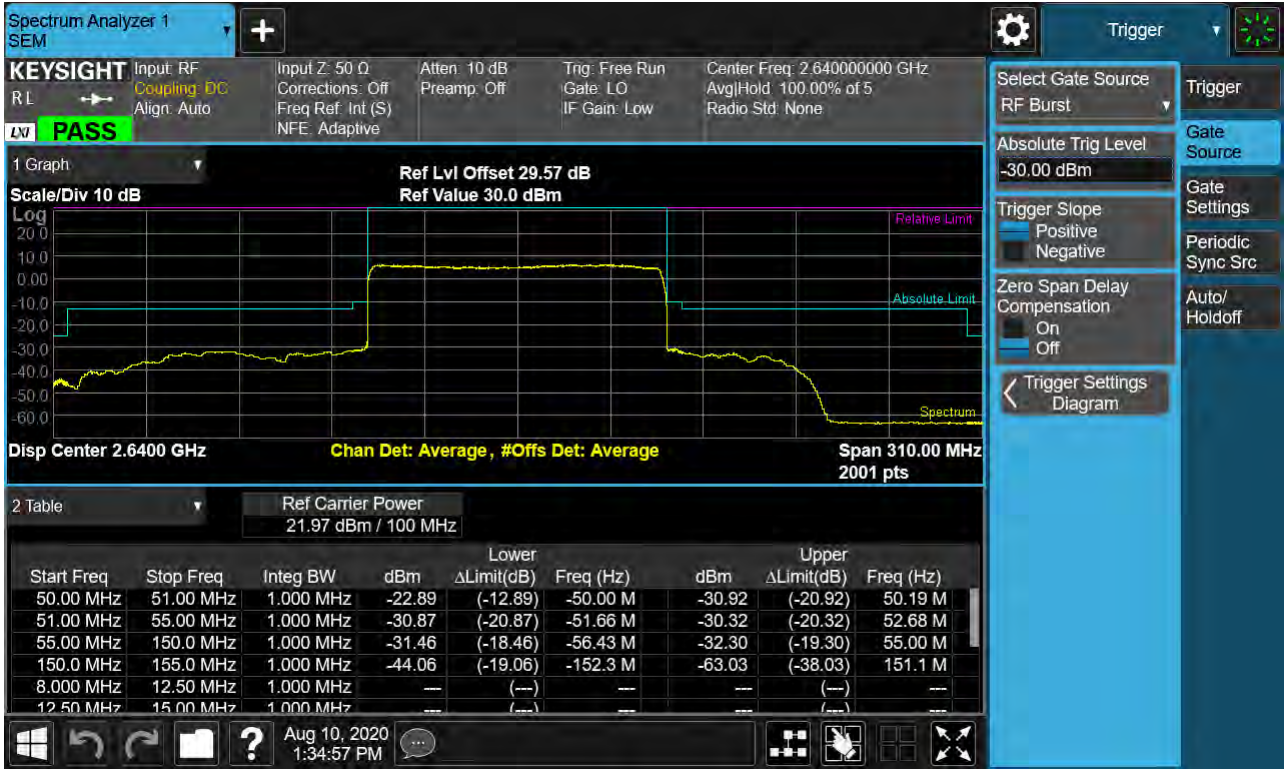 Spectrum Analyzer 1
SEM
Trigger
KEYSIGHT
R L
LXI PASS
Input: RF
Coupling: DC
Align: Auto
Input Z: 50 Ω
Corrections: Off
Freq Ref: Int (S)
NFE: Adaptive
Atten: 10 dB
Preamp: Off
Trig: Free Run
Gate: LO
IF Gain: Low
Center Freq: 2.640000000 GHz
Avg|Hold: 100.00% of 5
Radio Std: None
1 Graph
Scale/Div 10 dB
Ref Lvl Offset 29.57 dB
Ref Value 30.0 dBm
Log
20.0
10.0
0.00
-10.0
-20.0
-30.0
-40.0
-50.0
-60.0
Relative Limit
Absolute Limit
Spectrum
Disp Center 2.6400 GHz
Chan Det: Average, #Offs Det: Average
Span 310.00 MHz
2001 pts
2 Table
Ref Carrier Power
21.97 dBm / 100 MHz
Lower Upper
Start Freq Stop Freq Integ BW dBm ΔLimit(dB) Freq (Hz) dBm ΔLimit(dB) Freq (Hz)
50.00 MHz 51.00 MHz 1.000 MHz -22.89 (-12.89) -50.00 M -30.92 (-20.92) 50.19 M
51.00 MHz 55.00 MHz 1.000 MHz -30.87 (-20.87) -51.66 M -30.32 (-20.32) 52.68 M
55.00 MHz 150.0 MHz 1.000 MHz -31.46 (-18.46) -56.43 M -32.30 (-19.30) 55.00 M
150.0 MHz 155.0 MHz 1.000 MHz -44.06 (-19.06) -152.3 M -63.03 (-38.03) 151.1 M
8.000 MHz 12.50 MHz 1.000 MHz --- (---) --- --- (---) ---
12.50 MHz 15.00 MHz 1.000 MHz --- (---) --- --- (---) ---
?
Aug 10, 2020
1:34:57 PM
Select Gate Source
RF Burst
Absolute Trig Level
-30.00 dBm
Trigger Slope
Positive
Negative
Zero Span Delay
Compensation
On
Off
Trigger Settings
Diagram
Trigger
Gate
Source
Gate
Settings
Periodic
Sync Src
Auto/
Holdoff